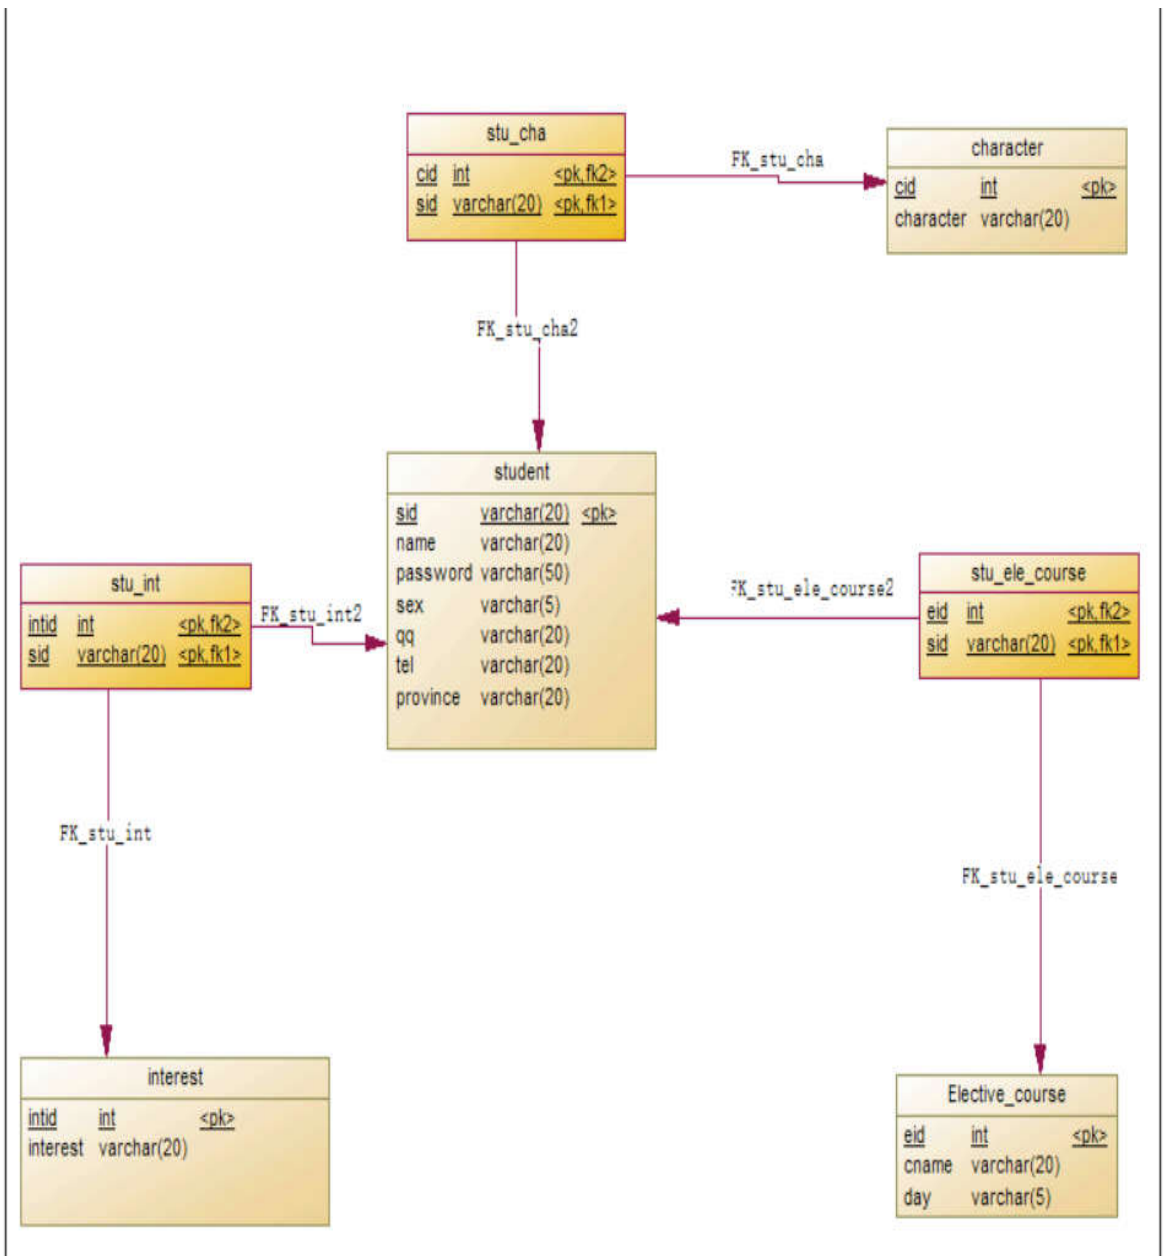 stu_cha
cid int <pk,fk2>
sid varchar(20) <pk,fk1>
FK_stu_cha
character
cid int <pk>
character varchar(20)
FK_stu_cha2
student
sid varchar(20) <pk>
name varchar(20)
password varchar(50)
sex varchar(5)
qq varchar(20)
tel varchar(20)
province varchar(20)
stu_int
intid int <pk,fk2>
sid varchar(20) <pk,fk1>
FK_stu_int2
FK_stu_ele_course2
stu_ele_course
eid int <pk,fk2>
sid varchar(20) <pk,fk1>
FK_stu_int
FK_stu_ele_course
interest
intid int <pk>
interest varchar(20)
Elective_course
eid int <pk>
cname varchar(20)
day varchar(5)